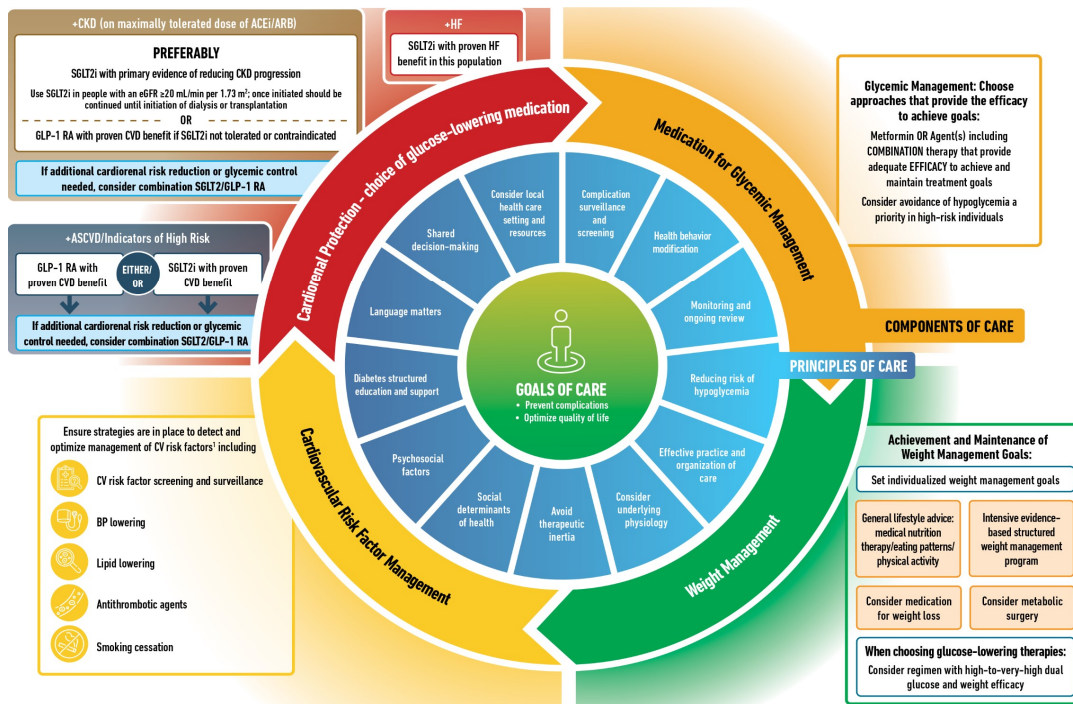 +CKD (on maximally tolerated dose of ACEi/ARB)
PREFERABLY
SGLT2i with primary evidence of reducing CKD progression
Use SGLT2i in people with an eGFR ≥20 mL/min per 1.73 m²; once initiated should be
continued until initiation of dialysis or transplantation
OR
GLP-1 RA with proven CVD benefit if SGLT2i not tolerated or contraindicated
If additional cardiorenal risk reduction or glycemic control
needed, consider combination SGLT2/GLP-1 RA
+HF
SGLT2i with proven HF
benefit in this population
+ASCVD/Indicators of High Risk
GLP-1 RA with
proven CVD benefit
EITHER/
OR
SGLT2i with proven
CVD benefit
If additional cardiorenal risk reduction or glycemic
control needed, consider combination SGLT2/GLP-1 RA
Ensure strategies are in place to detect and
optimize management of CV risk factors¹ including
CV risk factor screening and surveillance
BP lowering
Lipid lowering
Antithrombotic agents
Smoking cessation
Cardiorenal Protection – choice of glucose-lowering medication
Medication for Glycemic Management
Weight Management
Cardiovascular Risk Factor Management
Consider local
health care
setting and
resources
Complication
surveillance
and
screening
Health behavior
modification
Monitoring and
ongoing review
Reducing risk of
hypoglycemia
Effective practice and
organization of
care
Consider
underlying
physiology
Avoid
therapeutic
inertia
Social
determinants
of health
Psychosocial
factors
Diabetes structured
education and support
Language matters
Shared
decision-making
GOALS OF CARE
• Prevent complications
• Optimize quality of life
Glycemic Management: Choose
approaches that provide the efficacy
to achieve goals:
Metformin OR Agent(s) including
COMBINATION therapy that provide
adequate EFFICACY to achieve and
maintain treatment goals
Consider avoidance of hypoglycemia a
priority in high-risk individuals
COMPONENTS OF CARE
PRINCIPLES OF CARE
Achievement and Maintenance of
Weight Management Goals:
Set individualized weight management goals
General lifestyle advice:
medical nutrition
therapy/eating patterns/
physical activity
Intensive evidence-
based structured
weight management
program
Consider medication
for weight loss
Consider metabolic
surgery
When choosing glucose-lowering therapies:
Consider regimen with high-to-very-high dual
glucose and weight efficacy